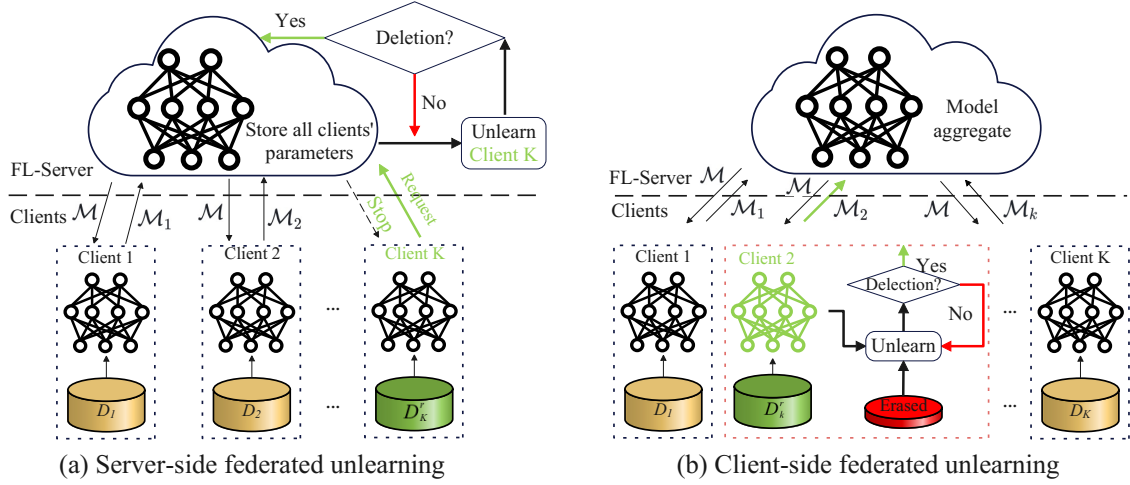 Yes
Deletion?
No
Store all clients'
parameters
Unlearn
Client K
FL-Server
Clients
M
M₁
M
M₂
Stop
Request
Client 1
Client 2
Client K
...
D₁
D₂
...
Dᴷʳ
(a) Server-side federated unlearning
Model
aggregate
FL-Server
Clients
M
M₁
M
M₂
M
Mₖ
Client 1
Client 2
Yes
Delection?
No
Unlearn
Client K
...
D₁
Dₖʳ
Erased
...
Dᴷ
(b) Client-side federated unlearning